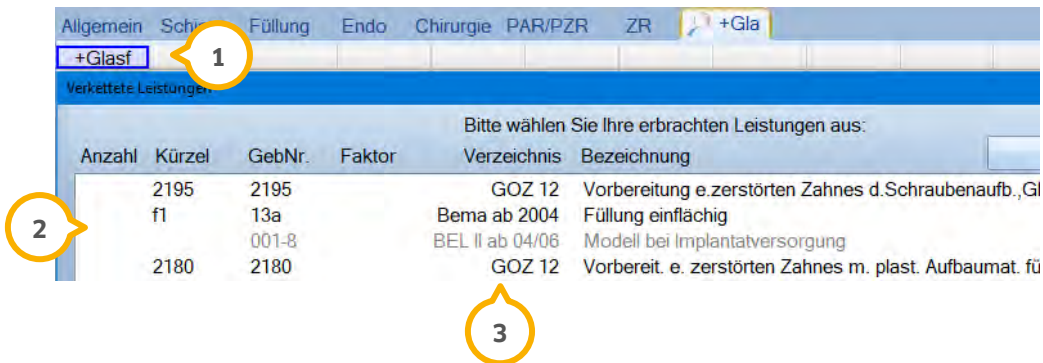 Allgemein Füllung Endo Chirurgie PAR/PZR ZR +Gla
+Glasf 1
Verkettete Leistungen
Bitte wählen Sie Ihre erbrachten Leistungen aus:
Anzahl Kürzel GebNr. Faktor Verzeichnis Bezeichnung
2195 2195 GOZ 12 Vorbereitung e.zerstörten Zahnes d.Schraubenaufb.,Gl
2 f1 13a Bema ab 2004 Füllung einflächig
001-8 BEL II ab 04/06 Modell bei Implantatversorgung
2180 2180 GOZ 12 Vorbereit. e. zerstörten Zahnes m. plast. Aufbaumat. fü
3